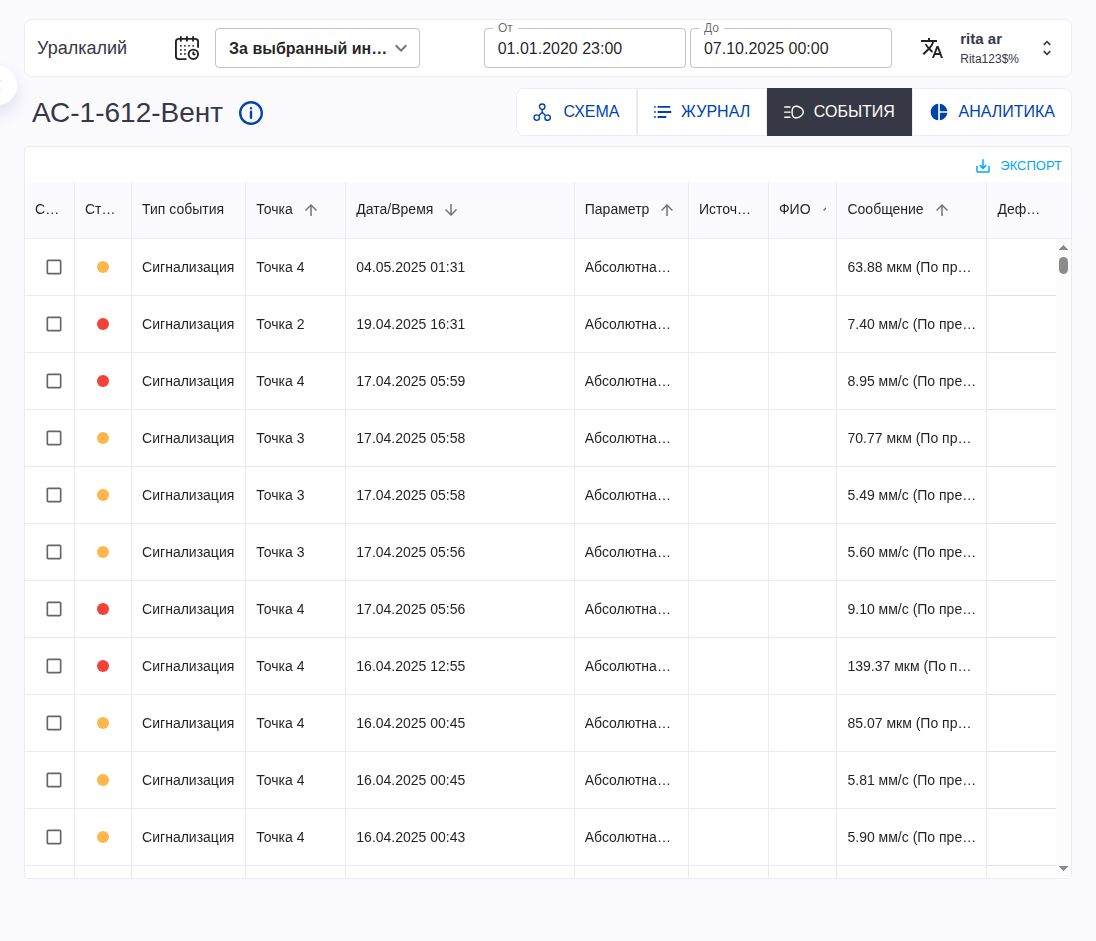 Уралкалий
За выбранный ин…
От
01.01.2020 23:00
До
07.10.2025 00:00
rita ar
Rita123$%
АС-1-612-Вент
СХЕМА
ЖУРНАЛ
СОБЫТИЯ
АНАЛИТИКА
ЭКСПОРТ
С… Ст… Тип события Точка Дата/Время Параметр Источ… ФИО Сообщение Деф…
Сигнализация Точка 4 04.05.2025 01:31 Абсолютна… 63.88 мкм (По пр…
Сигнализация Точка 2 19.04.2025 16:31 Абсолютна… 7.40 мм/с (По пре…
Сигнализация Точка 4 17.04.2025 05:59 Абсолютна… 8.95 мм/с (По пре…
Сигнализация Точка 3 17.04.2025 05:58 Абсолютна… 70.77 мкм (По пр…
Сигнализация Точка 3 17.04.2025 05:58 Абсолютна… 5.49 мм/с (По пре…
Сигнализация Точка 3 17.04.2025 05:56 Абсолютна… 5.60 мм/с (По пре…
Сигнализация Точка 4 17.04.2025 05:56 Абсолютна… 9.10 мм/с (По пре…
Сигнализация Точка 4 16.04.2025 12:55 Абсолютна… 139.37 мкм (По п…
Сигнализация Точка 4 16.04.2025 00:45 Абсолютна… 85.07 мкм (По пр…
Сигнализация Точка 4 16.04.2025 00:45 Абсолютна… 5.81 мм/с (По пре…
Сигнализация Точка 4 16.04.2025 00:43 Абсолютна… 5.90 мм/с (По пре…